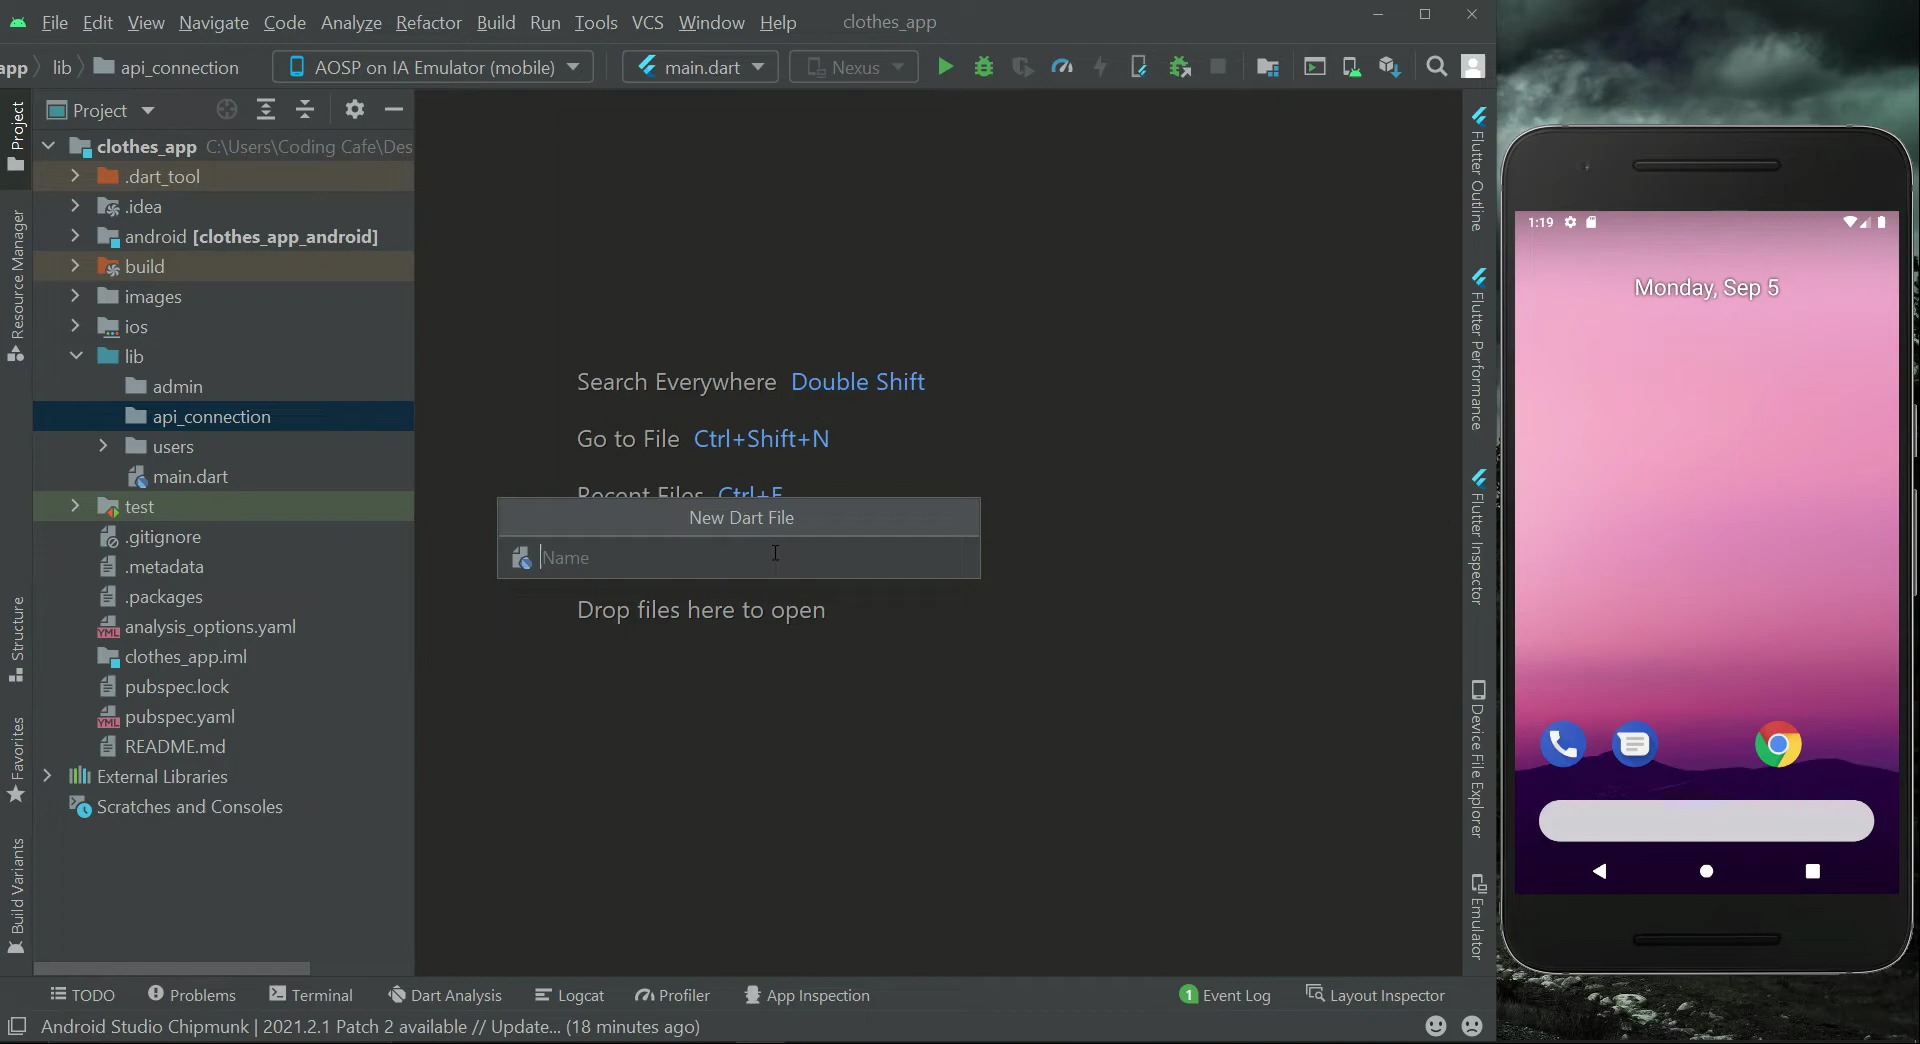 File Edit View Navigate Code Analyze Refactor Build Run Tools VCS Window Help clothes_app
app lib api_connection AOSP on IA Emulator (mobile) main.dart Nexus
Project
clothes_app C:\Users\Coding Cafe\Des
.dart_tool
.idea
android [clothes_app_android]
build
images
ios
lib
admin
api_connection
users
main.dart
test
.gitignore
.metadata
.packages
analysis_options.yaml
clothes_app.iml
pubspec.lock
pubspec.yaml
README.md
External Libraries
Scratches and Consoles
Project
Resource Manager
Structure
Favorites
Build Variants
Search Everywhere Double Shift
Go to File Ctrl+Shift+N
Recent Files Ctrl+E
New Dart File
Name
Drop files here to open
Flutter Outline
Flutter Performance
Flutter Inspector
Device File Explorer
Emulator
1:19
Monday, Sep 5
TODO Problems Terminal Dart Analysis Logcat Profiler App Inspection 1 Event Log Layout Inspector
Android Studio Chipmunk | 2021.2.1 Patch 2 available // Update... (18 minutes ago)